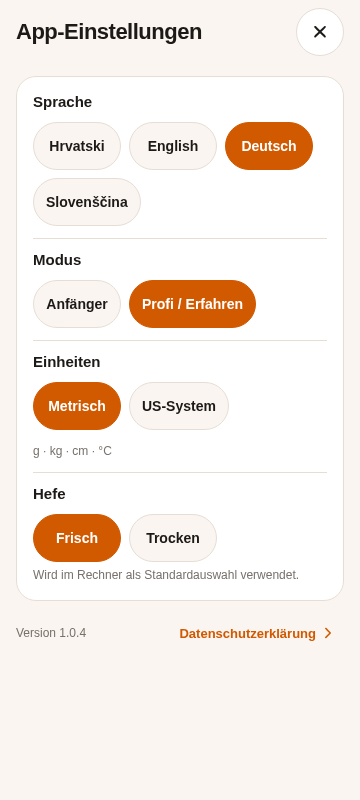 App-Einstellungen
Sprache
Hrvatski English Deutsch
Slovenščina
Modus
Anfänger Profi / Erfahren
Einheiten
Metrisch US-System
g · kg · cm · °C
Hefe
Frisch Trocken
Wird im Rechner als Standardauswahl verwendet.
Version 1.0.4 Datenschutzerklärung